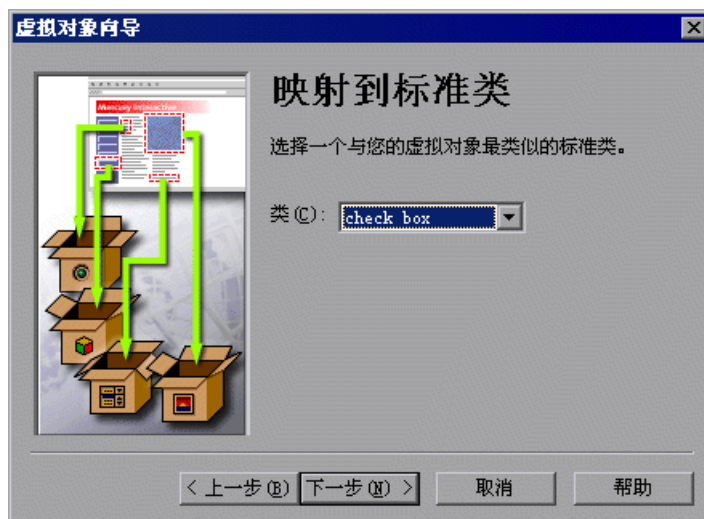 虚拟对象向导
Mercury Interactive
映射到标准类
选择一个与您的虚拟对象最类似的标准类。
类(C): check box
< 上一步(B) 下一步(N) > 取消 帮助